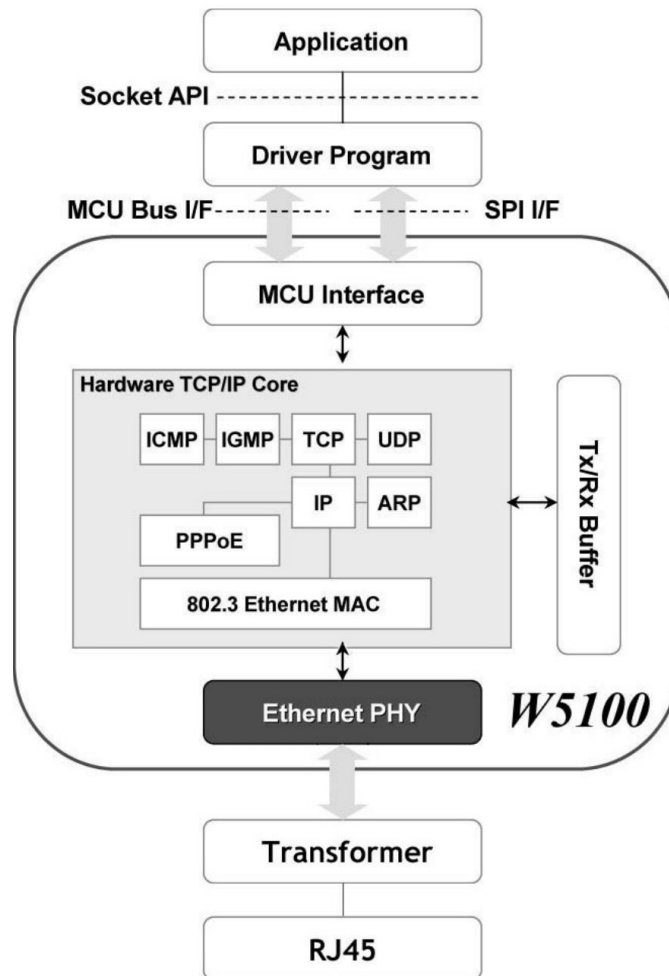 Application
Socket API
Driver Program
MCU Bus I/F SPI I/F
MCU Interface
Hardware TCP/IP Core
ICMP IGMP TCP UDP
IP ARP
PPPoE
802.3 Ethernet MAC
Tx/Rx Buffer
Ethernet PHY
W5100
Transformer
RJ45